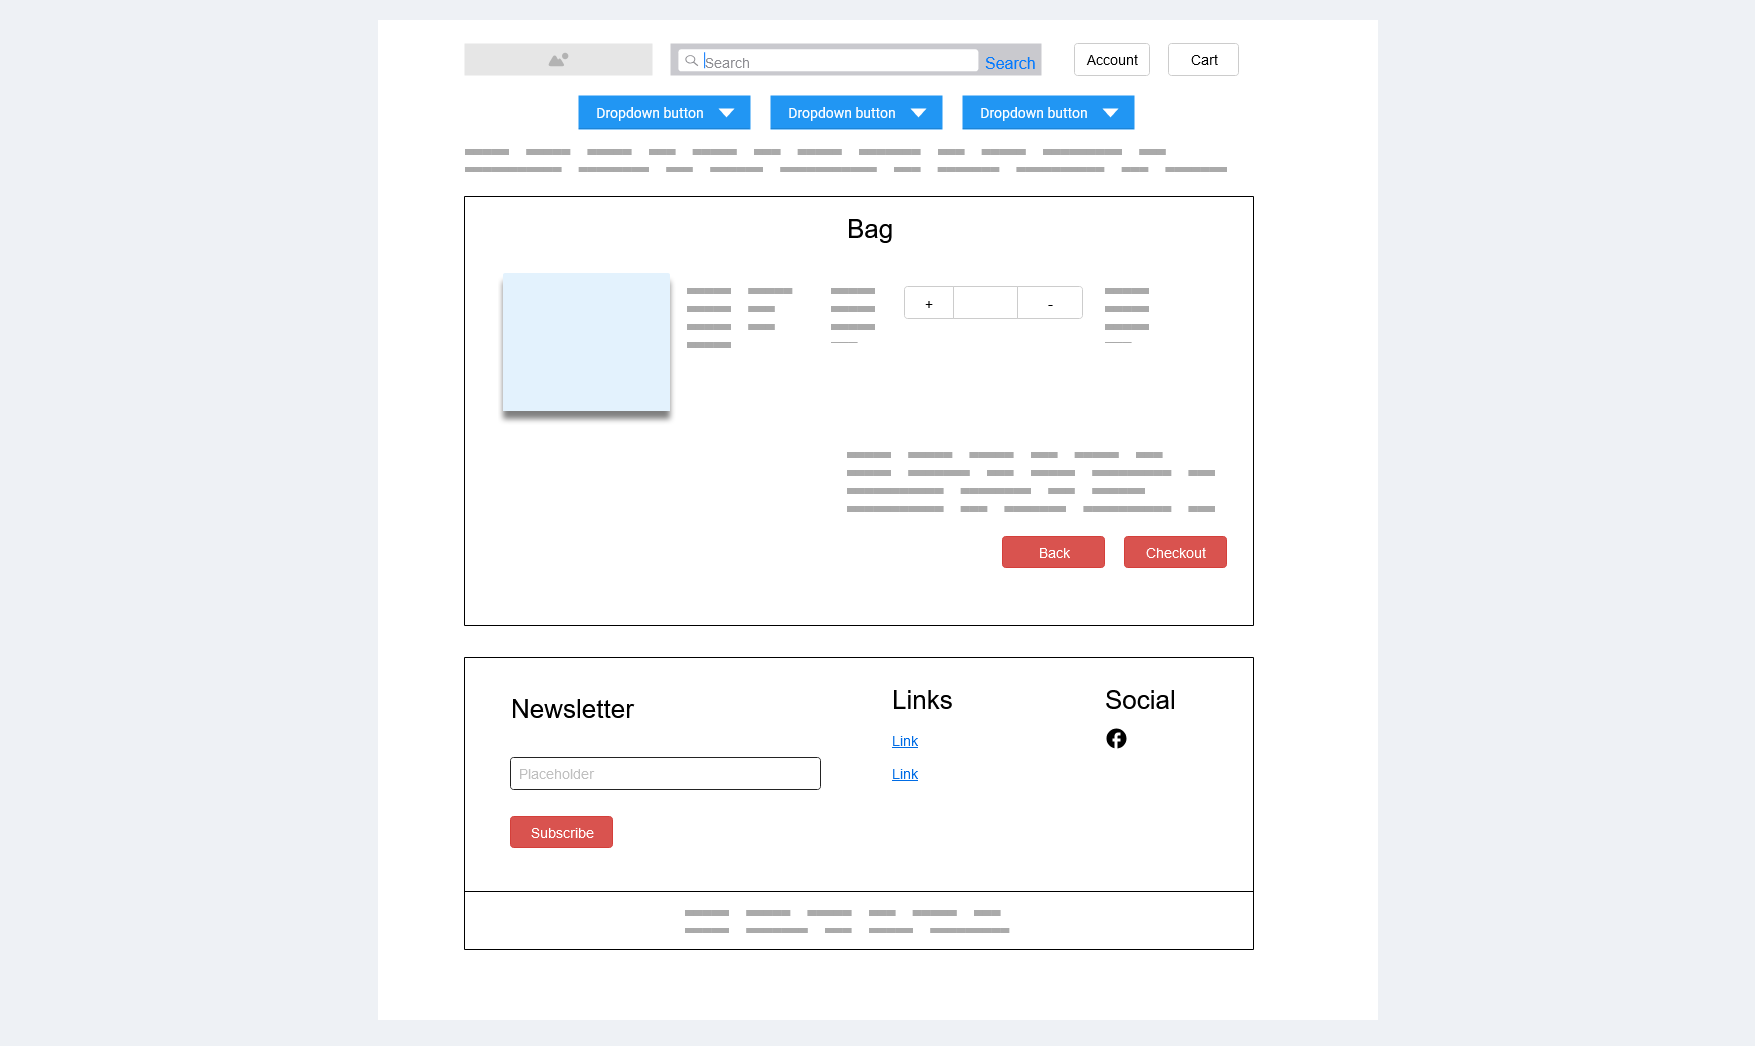 Search
Search
Account
Cart
Dropdown button
Dropdown button
Dropdown button
Bag
+
-
Back
Checkout
Newsletter
Links
Social
Link
Placeholder
Link
Subscribe